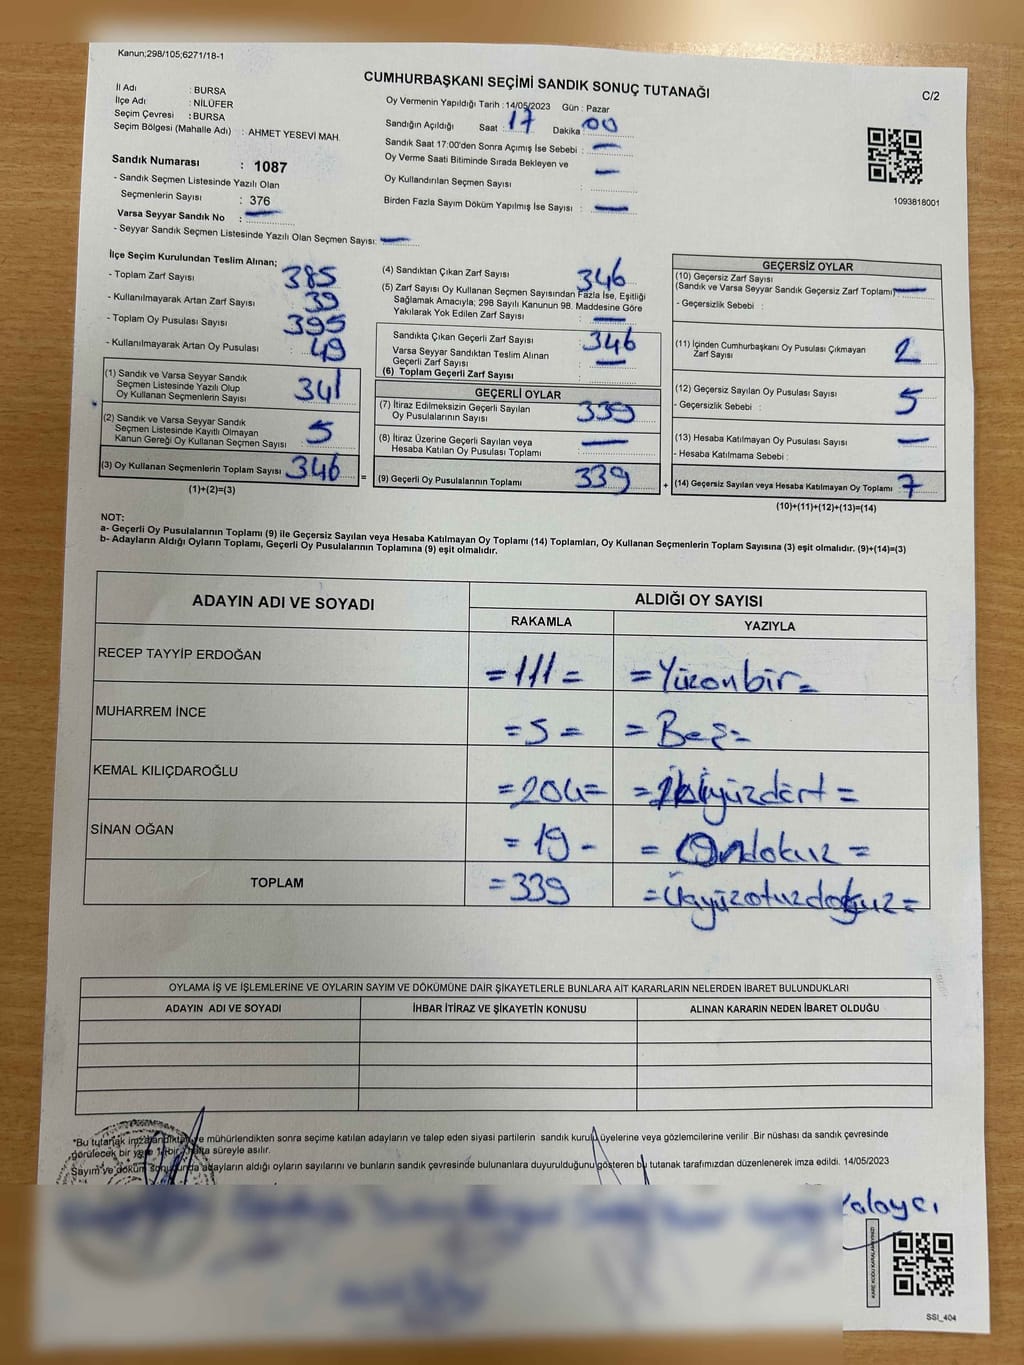 Kanun;298/105;6271/18-1
CUMHURBAŞKANI SEÇİMİ SANDIK SONUÇ TUTANAĞI
C/2
İl Adı : BURSA
İlçe Adı : NİLÜFER
Seçim Çevresi : BURSA
Seçim Bölgesi (Mahalle Adı) : AHMET YESEVİ MAH.
Sandık Numarası : 1087
- Sandık Seçmen Listesinde Yazılı Olan
Seçmenlerin Sayısı : 376
Varsa Seyyar Sandık No : —
- Seyyar Sandık Seçmen Listesinde Yazılı Olan Seçmen Sayısı: —
Oy Vermenin Yapıldığı Tarih : 14/05/2023 Gün : Pazar
Sandığın Açıldığı Saat : 17 Dakika : 00
Sandık Saat 17:00'den Sonra Açımış İse Sebebi : —
Oy Verme Saati Bitiminde Sırada Bekleyen ve —
Oy Kullandırılan Seçmen Sayısı :
Birden Fazla Sayım Döküm Yapılmış İse Sayısı : —
1093818001
İlçe Seçim Kurulundan Teslim Alınan;
- Toplam Zarf Sayısı : 385
- Kullanılmayarak Artan Zarf Sayısı : 39
- Toplam Oy Pusulası Sayısı : 395
- Kullanılmayarak Artan Oy Pusulası : 49
(1) Sandık ve Varsa Seyyar Sandık
Seçmen Listesinde Yazılı Olup
Oy Kullanan Seçmenlerin Sayısı : 341
(2) Sandık ve Varsa Seyyar Sandık
Seçmen Listesinde Kayıtlı Olmayan
Kanun Gereği Oy Kullanan Seçmen Sayısı : 5
(3) Oy Kullanan Seçmenlerin Toplam Sayısı : 346 =
(1)+(2)=(3)
(4) Sandıktan Çıkan Zarf Sayısı : 346
(5) Zarf Sayısı Oy Kullanan Seçmen Sayısından Fazla İse, Eşitliği
Sağlamak Amacıyla; 298 Sayılı Kanunun 98. Maddesine Göre
Yakılarak Yok Edilen Zarf Sayısı : —
Sandıkta Çıkan Geçerli Zarf Sayısı : 346
Varsa Seyyar Sandıktan Teslim Alınan
Geçerli Zarf Sayısı : —
(6) Toplam Geçerli Zarf Sayısı :
GEÇERLİ OYLAR
(7) İtiraz Edilmeksizin Geçerli Sayılan
Oy Pusulalarının Sayısı : 339
(8) İtiraz Üzerine Geçerli Sayılan veya
Hesaba Katılan Oy Pusulası Toplamı : —
(9) Geçerli Oy Pusulalarının Toplamı : 339 +
GEÇERSİZ OYLAR
(10) Geçersiz Zarf Sayısı
(Sandık ve Varsa Seyyar Sandık Geçersiz Zarf Toplamı) —
- Geçersizlik Sebebi :
(11) İçinden Cumhurbaşkanı Oy Pusulası Çıkmayan
Zarf Sayısı : 2
(12) Geçersiz Sayılan Oy Pusulası Sayısı : 5
- Geçersizlik Sebebi :
(13) Hesaba Katılmayan Oy Pusulası Sayısı : —
- Hesaba Katılmama Sebebi :
(14) Geçersiz Sayılan veya Hesaba Katılmayan Oy Toplamı : 7
(10)+(11)+(12)+(13)=(14)
NOT:
a- Geçerli Oy Pusulalarının Toplamı (9) ile Geçersiz Sayılan veya Hesaba Katılmayan Oy Toplamı (14) Toplamları, Oy Kullanan Seçmenlerin Toplam Sayısına (3) eşit olmalıdır. (9)+(14)=(3)
b- Adayların Aldığı Oyların Toplamı, Geçerli Oy Pusulalarının Toplamına (9) eşit olmalıdır.
ADAYIN ADI VE SOYADI ALDIĞI OY SAYISI
RAKAMLA YAZIYLA
RECEP TAYYİP ERDOĞAN =111= =Yüzonbir=
MUHARREM İNCE =5= =Beş=
KEMAL KILIÇDAROĞLU =204= =İkiyüzdört=
SİNAN OĞAN =19- =Ondokuz=
TOPLAM =339 =Üçyüzotuzdokuz=
OYLAMA İŞ VE İŞLEMLERİNE VE OYLARIN SAYIM VE DÖKÜMÜNE DAİR ŞİKAYETLERLE BUNLARA AİT KARARLARIN NELERDEN İBARET BULUNDUKLARI
ADAYIN ADI VE SOYADI İHBAR İTİRAZ VE ŞİKAYETİN KONUSU ALINAN KARARIN NEDEN İBARET OLDUĞU
*Bu tutanak imzalandıktan ve mühürlendikten sonra seçime katılan adayların ve talep eden siyasi partilerin sandık kurulu üyelerine veya gözlemcilerine verilir .Bir nüshası da sandık çevresinde
görülecek bir yere 1 (bir) hafta süreyle asılır.
Sayım ve döküm sonucunda adayların aldığı oyların sayılarını ve bunların sandık çevresinde bulunanlara duyurulduğunu gösteren bu tutanak tarafımızdan düzenlenerek imza edildi. 14/05/2023
SSI_404